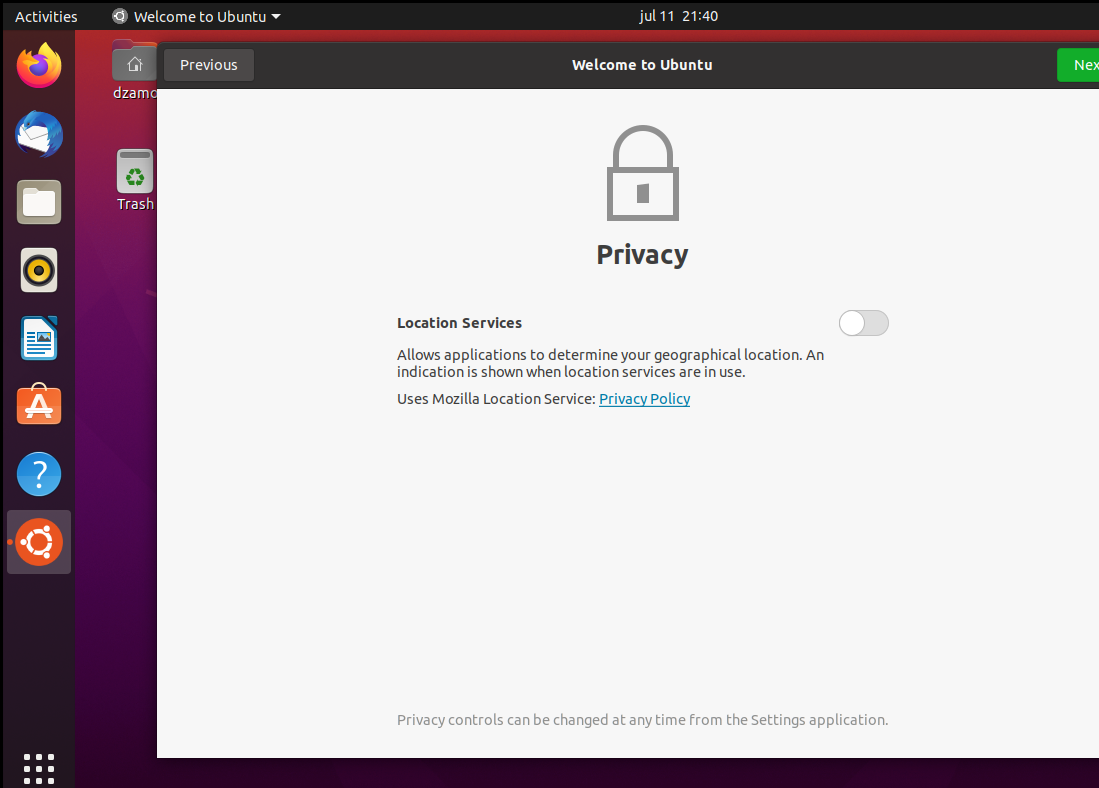 Activities
Welcome to Ubuntu
jul 11 21:40
Previous
Welcome to Ubuntu
Nex
dzamo
Trash
Privacy
Location Services
Allows applications to determine your geographical location. An
indication is shown when location services are in use.
Uses Mozilla Location Service: Privacy Policy
Privacy controls can be changed at any time from the Settings application.